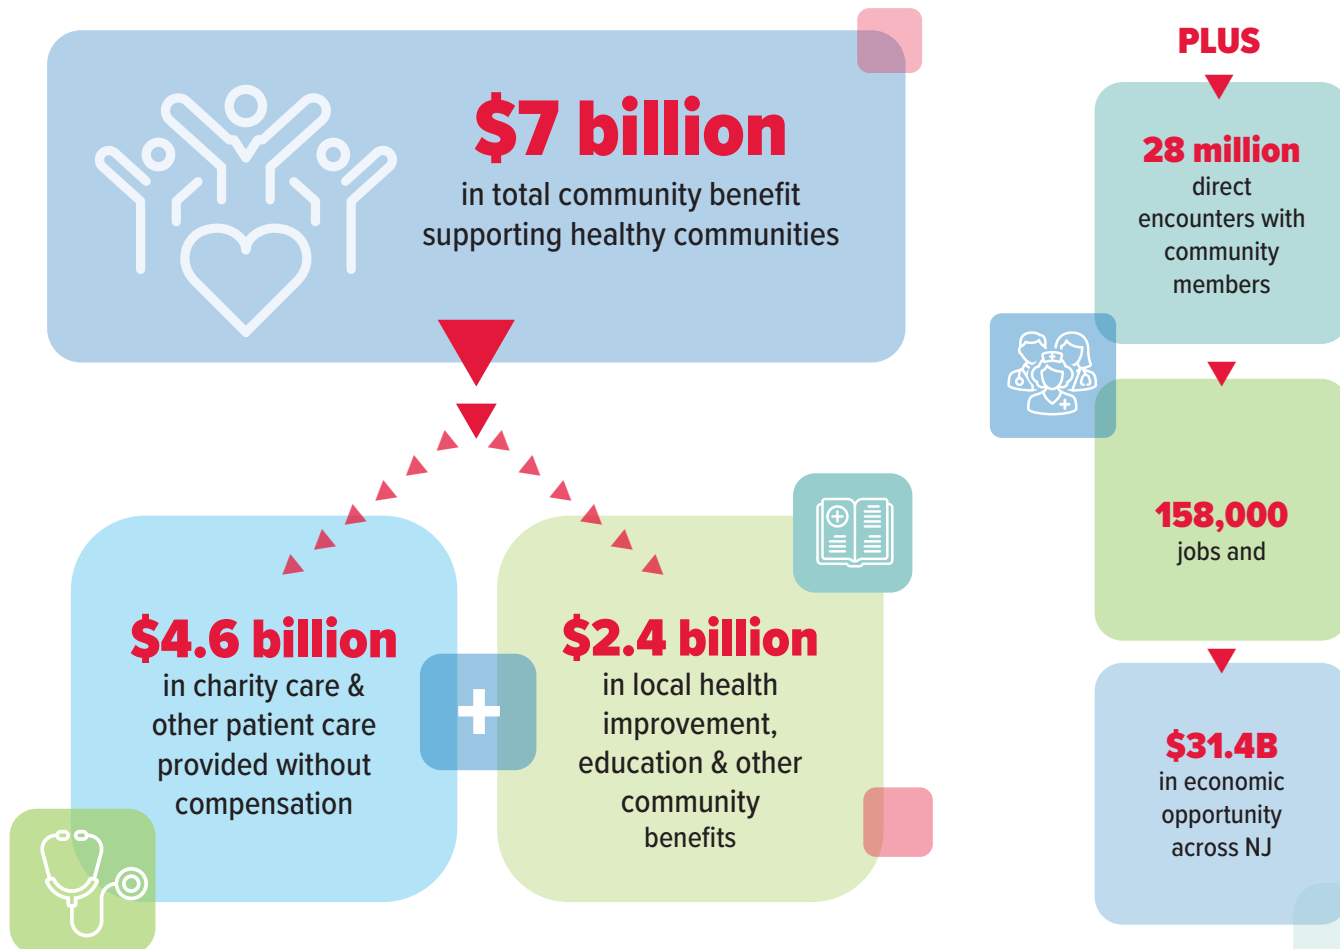 $7 billion
in total community benefit
supporting healthy communities
$4.6 billion
in charity care &
other patient care
provided without
compensation
+
$2.4 billion
in local health
improvement,
education & other
community
benefits
PLUS
28 million
direct
encounters with
community
members
158,000
jobs and
$31.4B
in economic
opportunity
across NJ